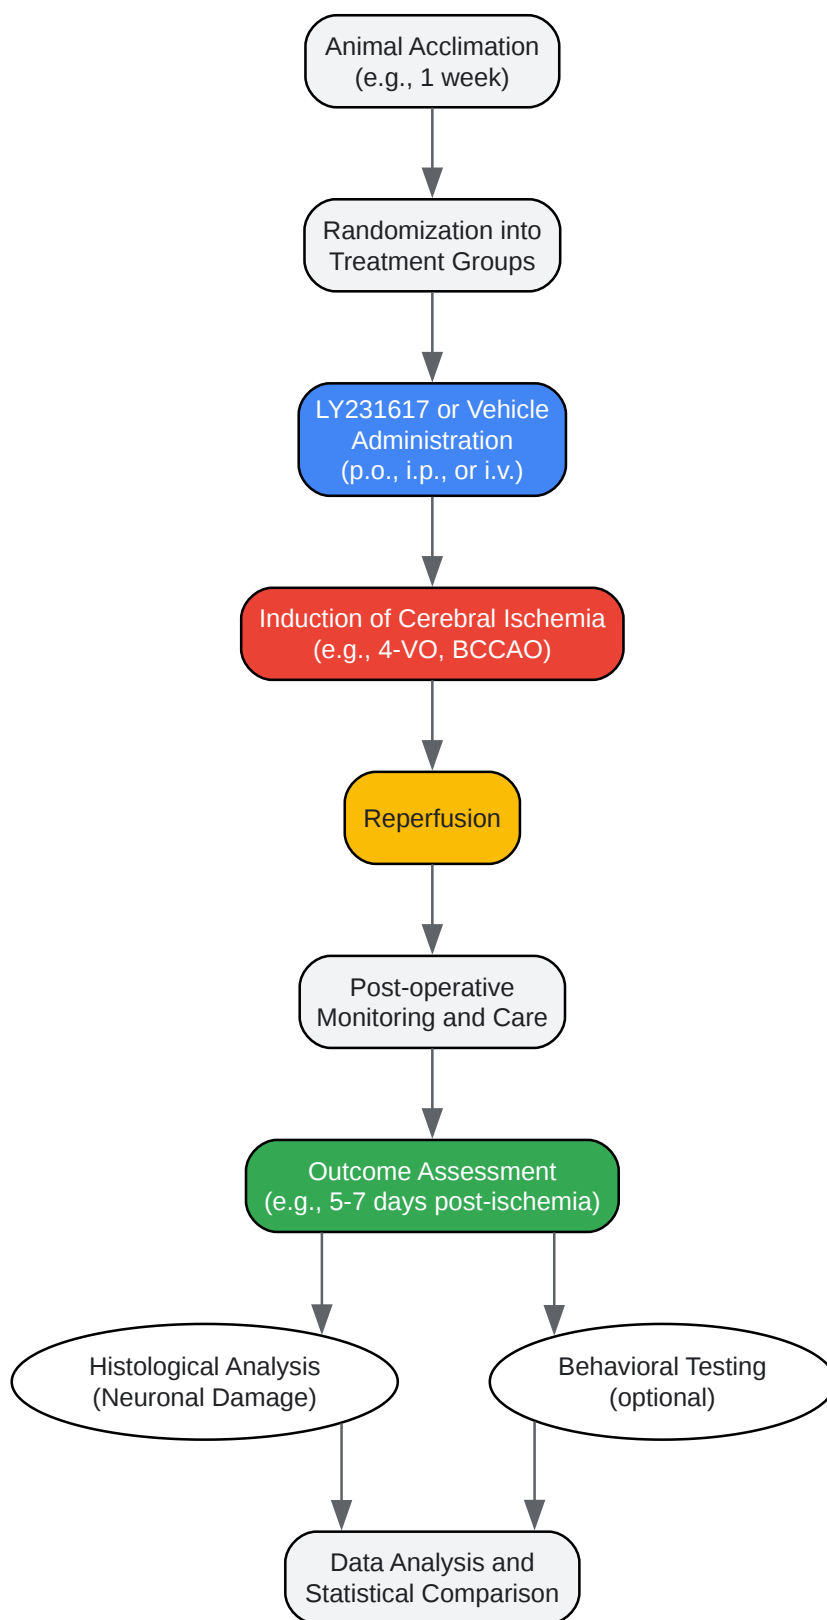 Animal Acclimation
(e.g., 1 week)
Randomization into
Treatment Groups
LY231617 or Vehicle
Administration
(p.o., i.p., or i.v.)
Induction of Cerebral Ischemia
(e.g., 4-VO, BCCAO)
Reperfusion
Post-operative
Monitoring and Care
Outcome Assessment
(e.g., 5-7 days post-ischemia)
Histological Analysis
(Neuronal Damage)
Behavioral Testing
(optional)
Data Analysis and
Statistical Comparison